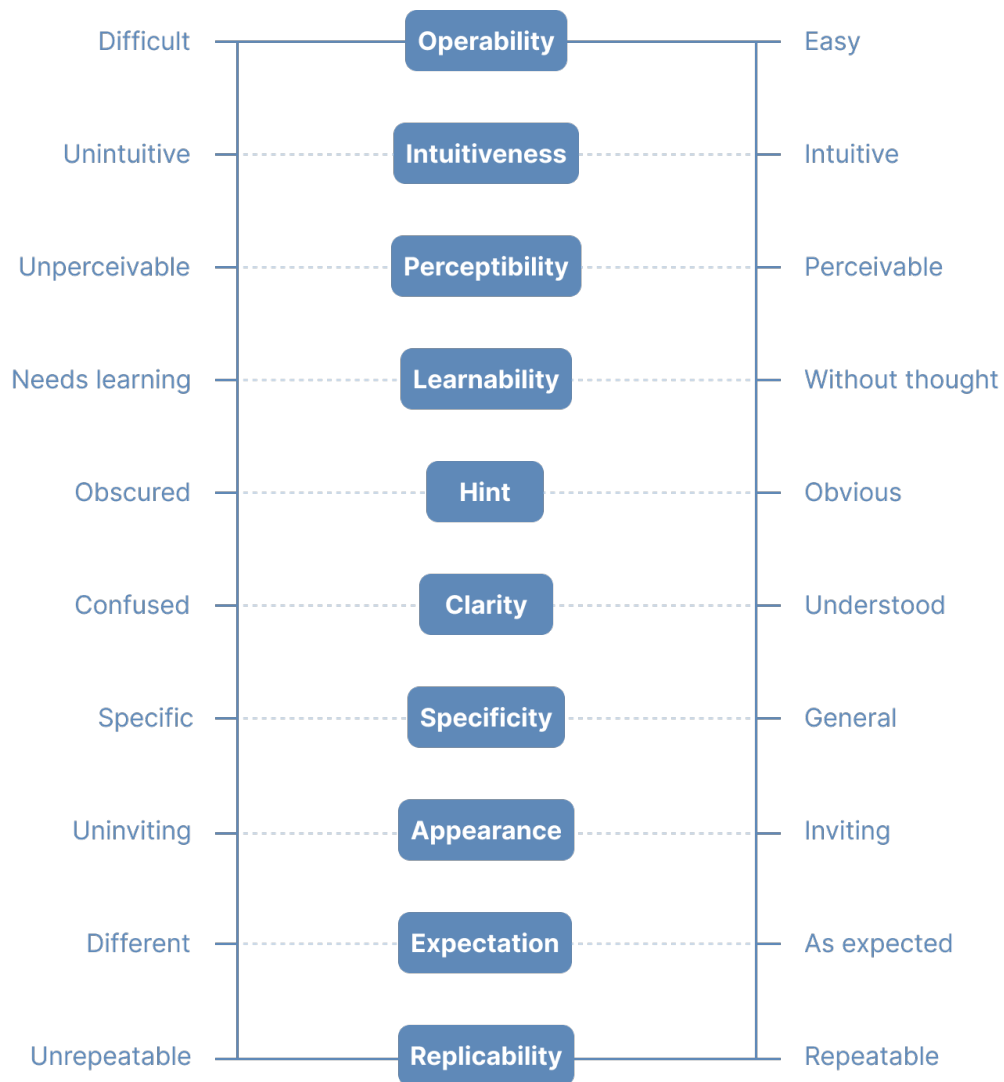 Difficult Operability Easy
Unintuitive Intuitiveness Intuitive
Unperceivable Perceptibility Perceivable
Needs learning Learnability Without thought
Obscured Hint Obvious
Confused Clarity Understood
Specific Specificity General
Uninviting Appearance Inviting
Different Expectation As expected
Unrepeatable Replicability Repeatable